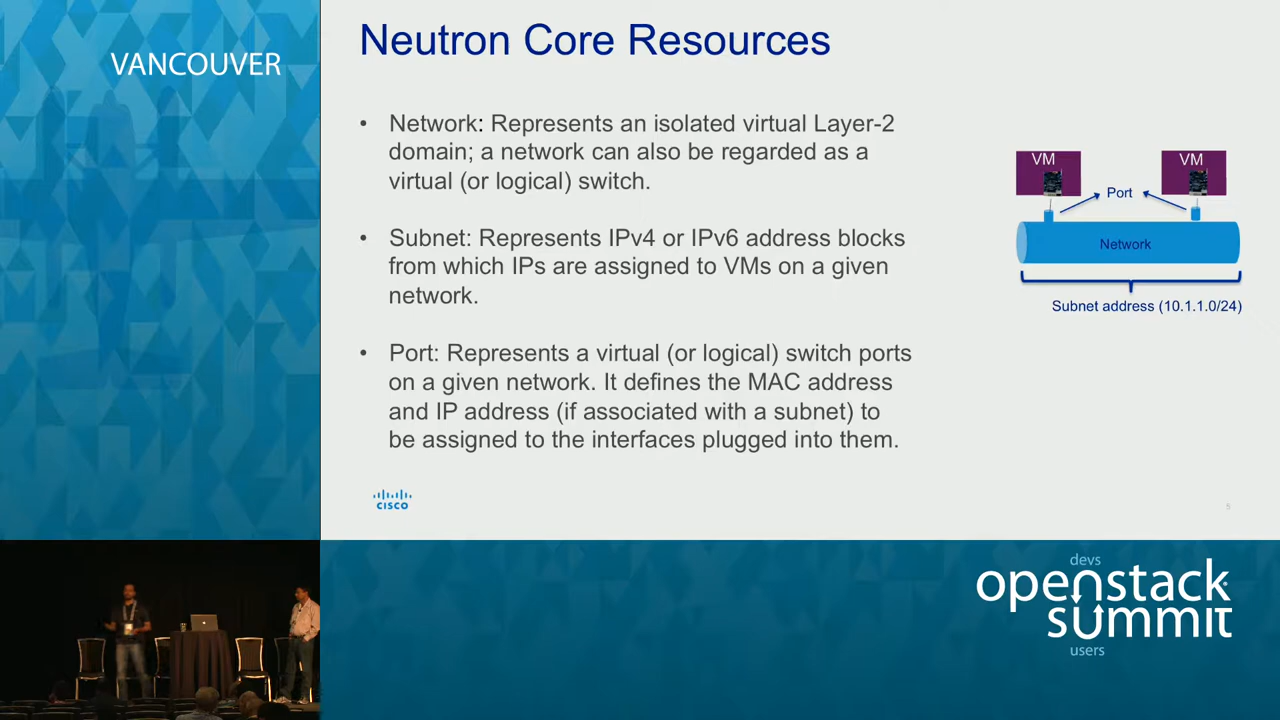 VANCOUVER
Neutron Core Resources
• Network: Represents an isolated virtual Layer-2
domain; a network can also be regarded as a
virtual (or logical) switch.
• Subnet: Represents IPv4 or IPv6 address blocks
from which IPs are assigned to VMs on a given
network.
• Port: Represents a virtual (or logical) switch ports
on a given network. It defines the MAC address
and IP address (if associated with a subnet) to
be assigned to the interfaces plugged into them.
VM
VM
Port
Network
Subnet address (10.1.1.0/24)
CISCO
5
devs
openstack
summit
users